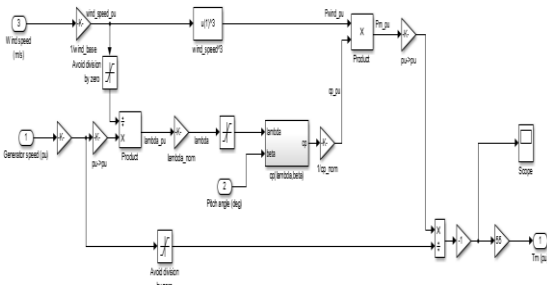 3
Wind speed
(m/s)
-K-
wind_speed_pu
1/wind_base
Avoid division
by zero
u(1)^3
wind_speed^3
Pwind_pu
×
Product
Pm_pu
-K-
pu->pu
1
Generator speed (pu)
-K-
-K-
pu->pu
÷
×
Product
lambda_pu
-K-
lambda_nom
lambda
lambda
beta
cp
cp(lambda,beta)
-K-
1/cp_nom
cp_pu
2
Pitch angle (deg)
Avoid division
by zero
×
÷
-1
55
Scope
1
Tm (pu)